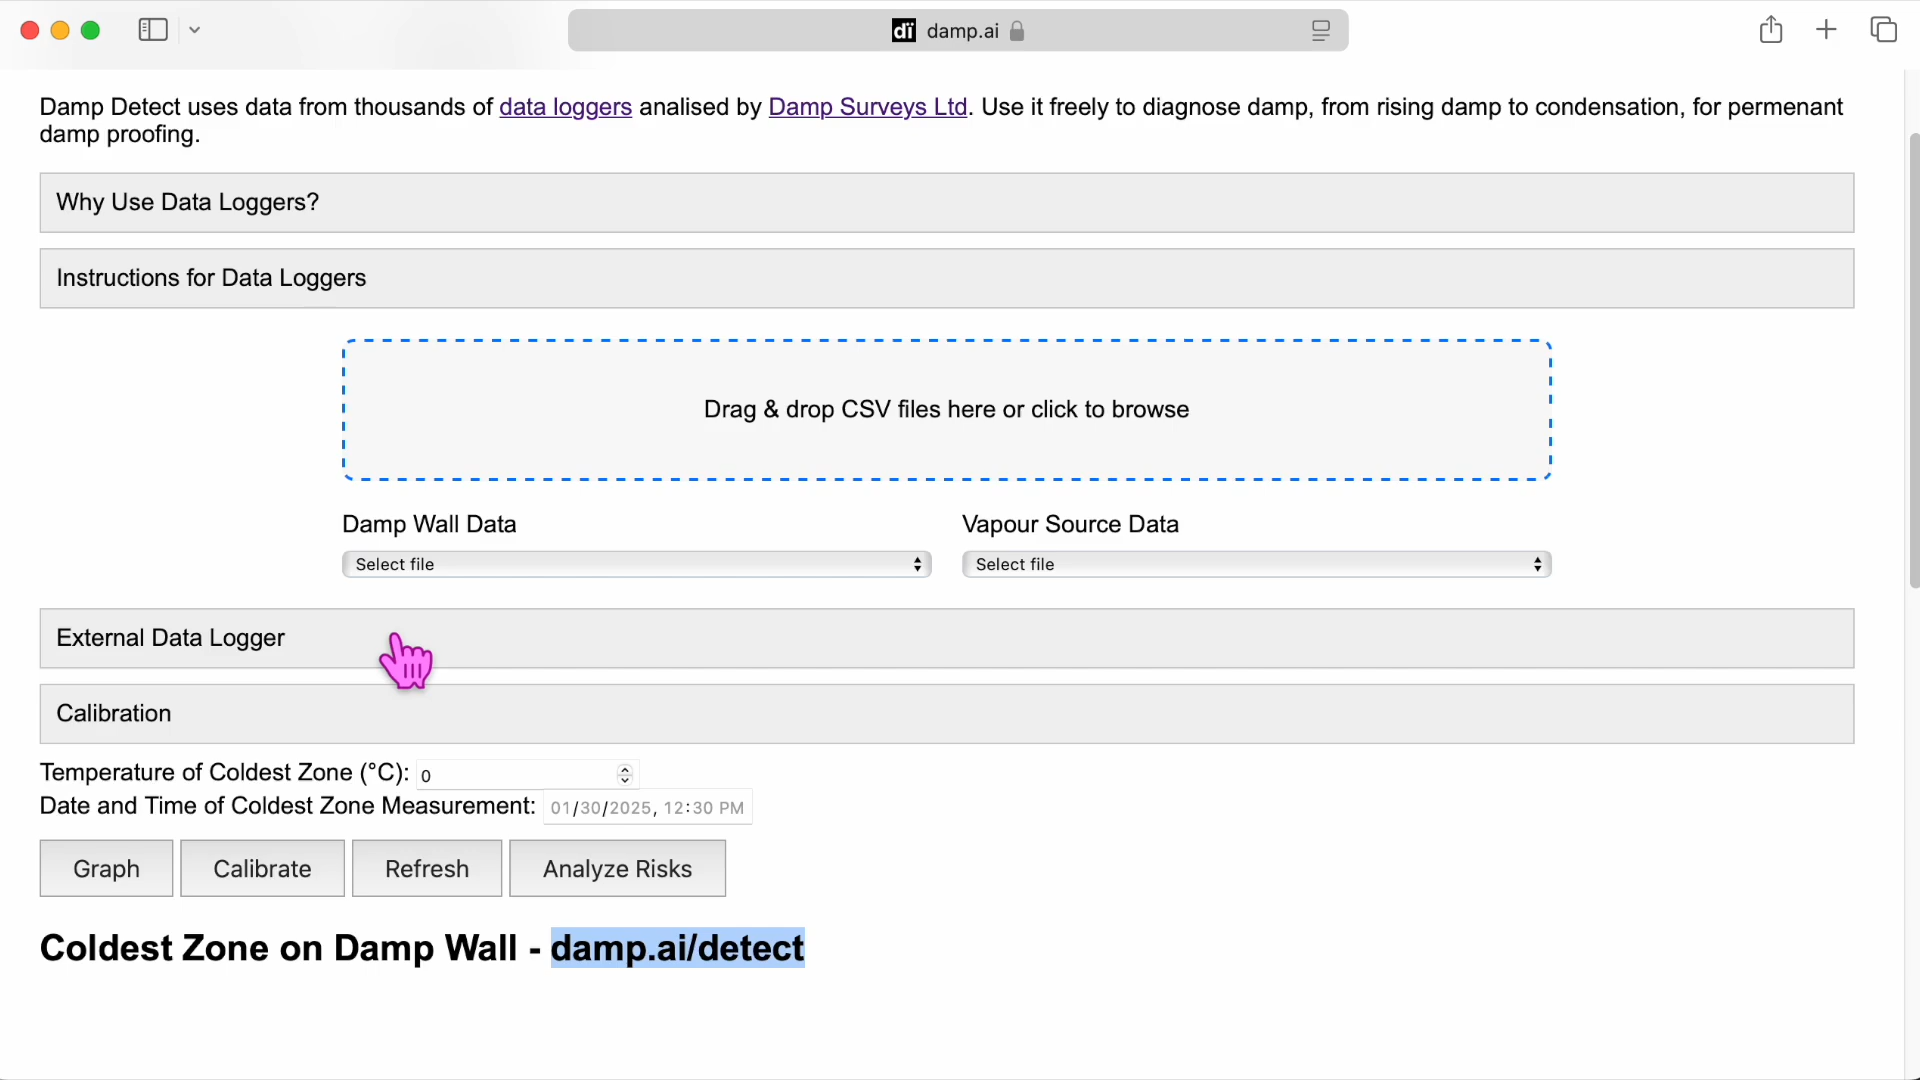 dï damp.ai
Damp Detect uses data from thousands of data loggers analised by Damp Surveys Ltd. Use it freely to diagnose damp, from rising damp to condensation, for permenant
damp proofing.
Why Use Data Loggers?
Instructions for Data Loggers
Drag & drop CSV files here or click to browse
Damp Wall Data
Vapour Source Data
Select file
Select file
External Data Logger
Calibration
Temperature of Coldest Zone (°C): 0
Date and Time of Coldest Zone Measurement: 01/30/2025, 12:30 PM
Graph Calibrate Refresh Analyze Risks
Coldest Zone on Damp Wall - damp.ai/detect